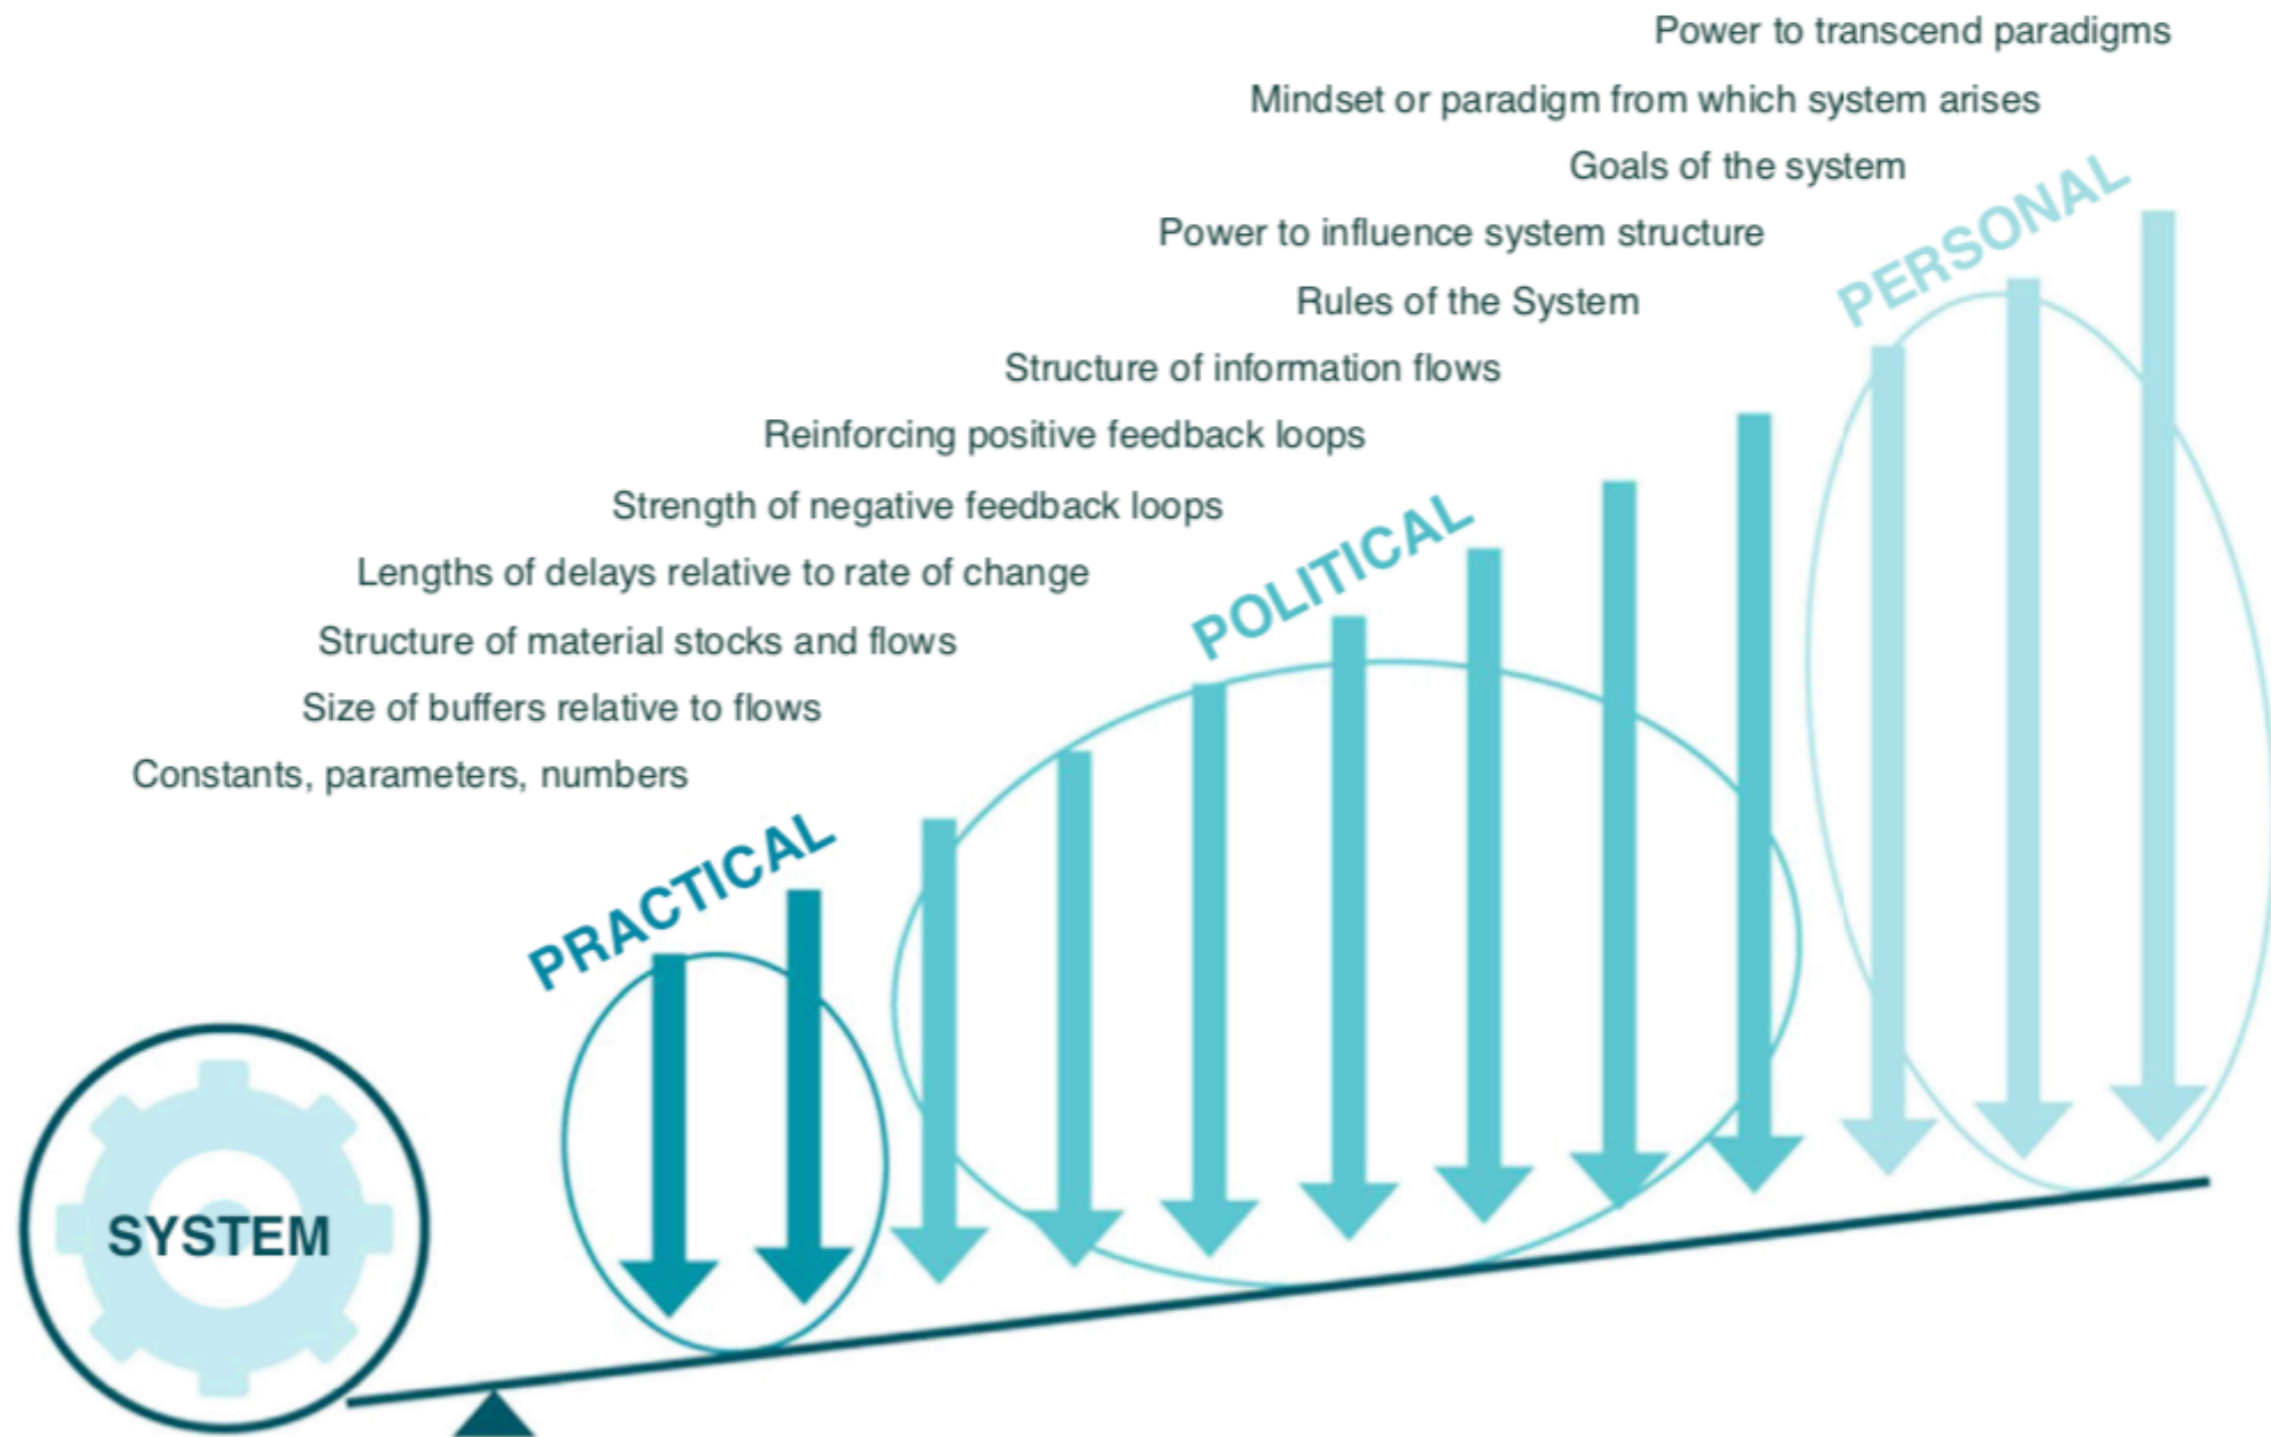 Power to transcend paradigms
Mindset or paradigm from which system arises
Goals of the system
PERSONAL
Power to influence system structure
Rules of the System
Structure of information flows
Reinforcing positive feedback loops
Strength of negative feedback loops
POLITICAL
Lengths of delays relative to rate of change
Structure of material stocks and flows
Size of buffers relative to flows
Constants, parameters, numbers
PRACTICAL
SYSTEM